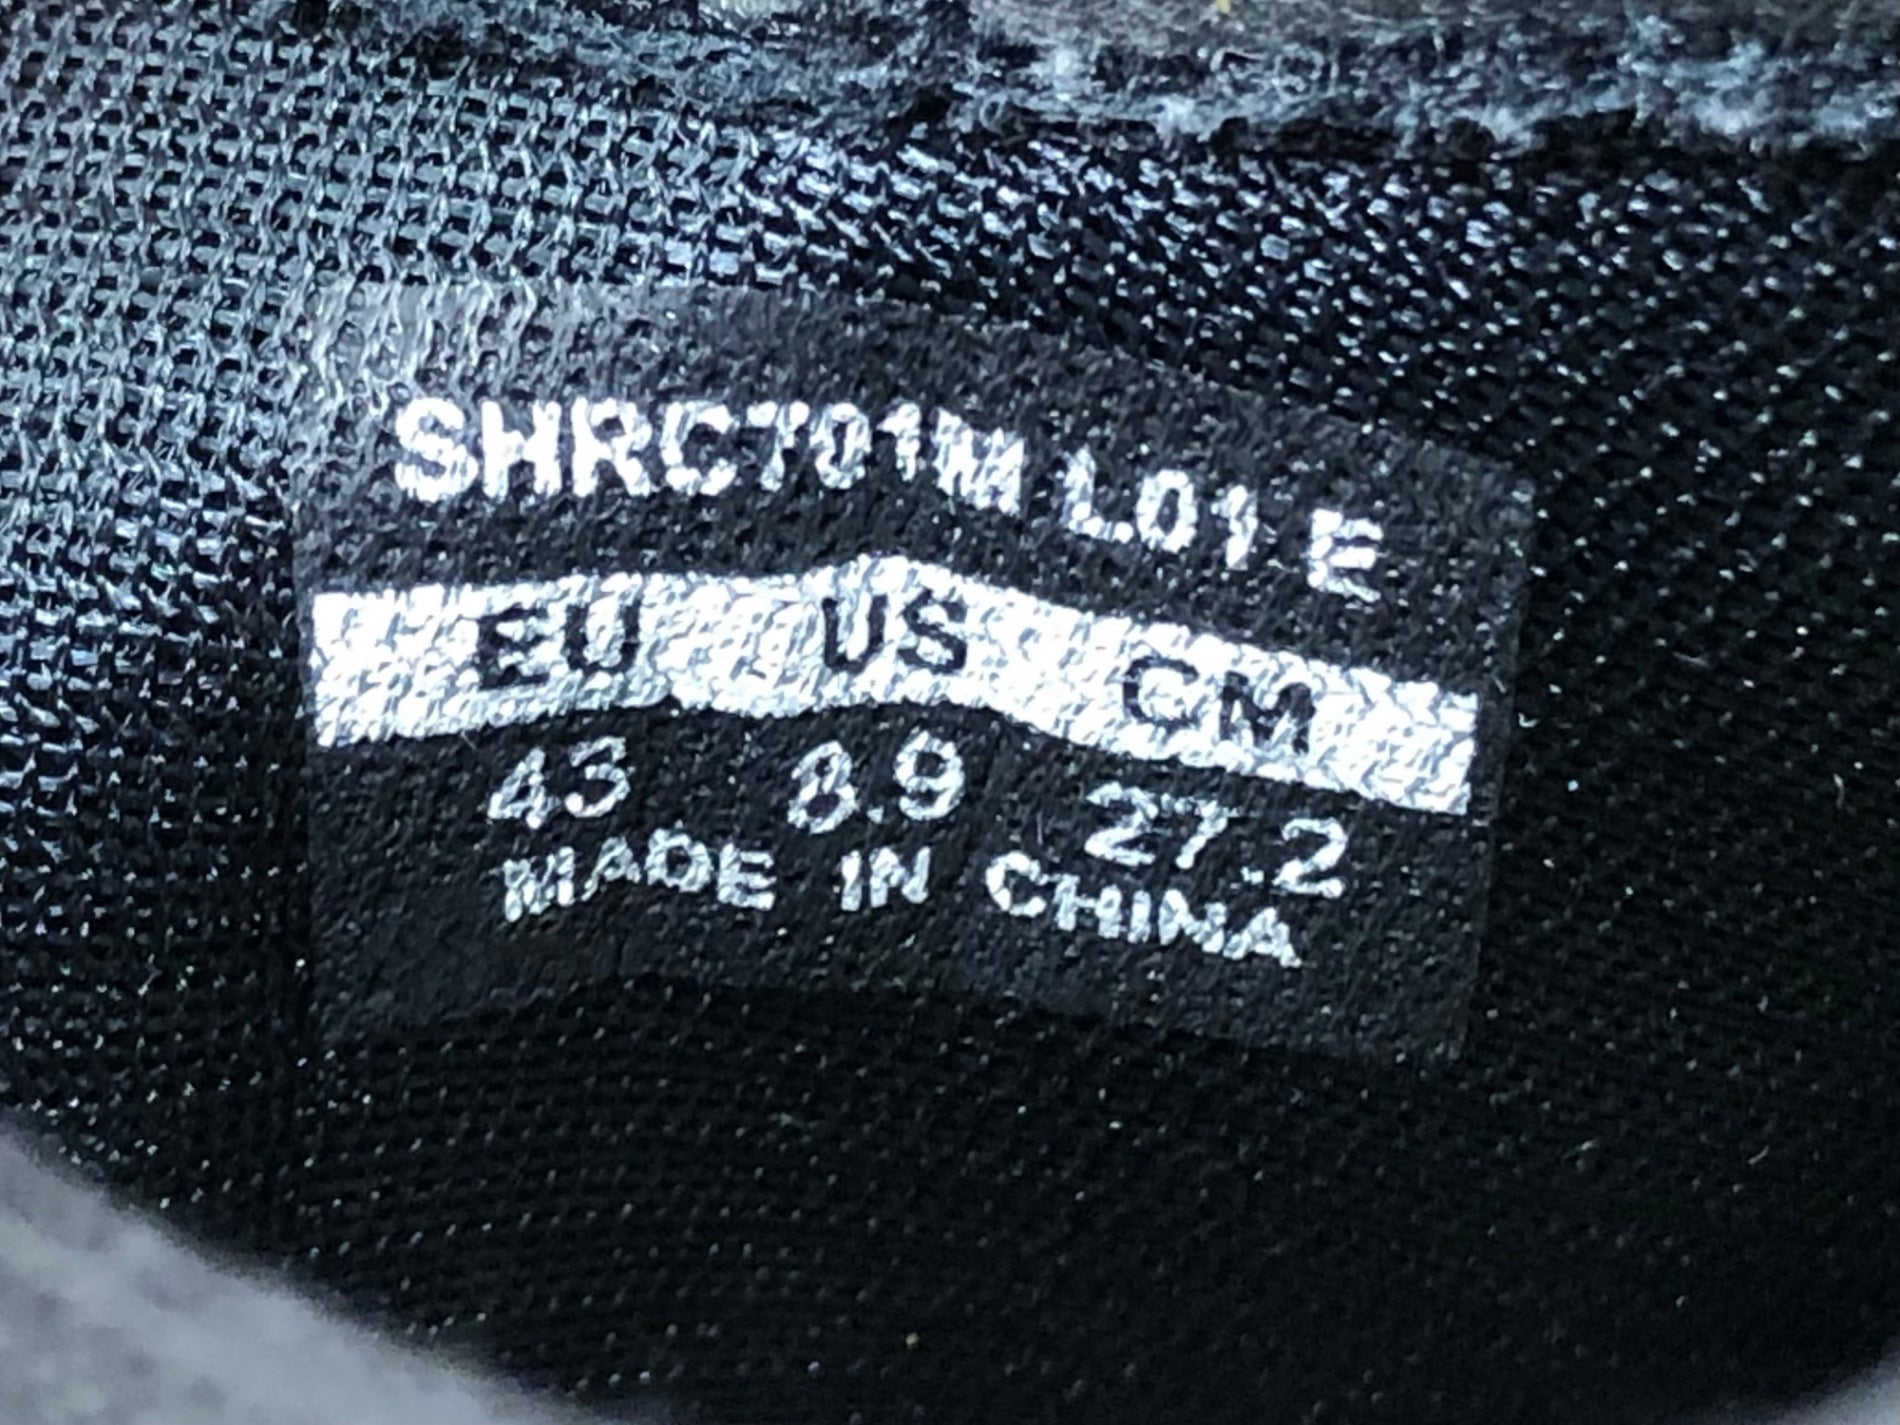 SHRC701M L01 E
EU US CM
43 8.9 27.2
MADE IN CHINA